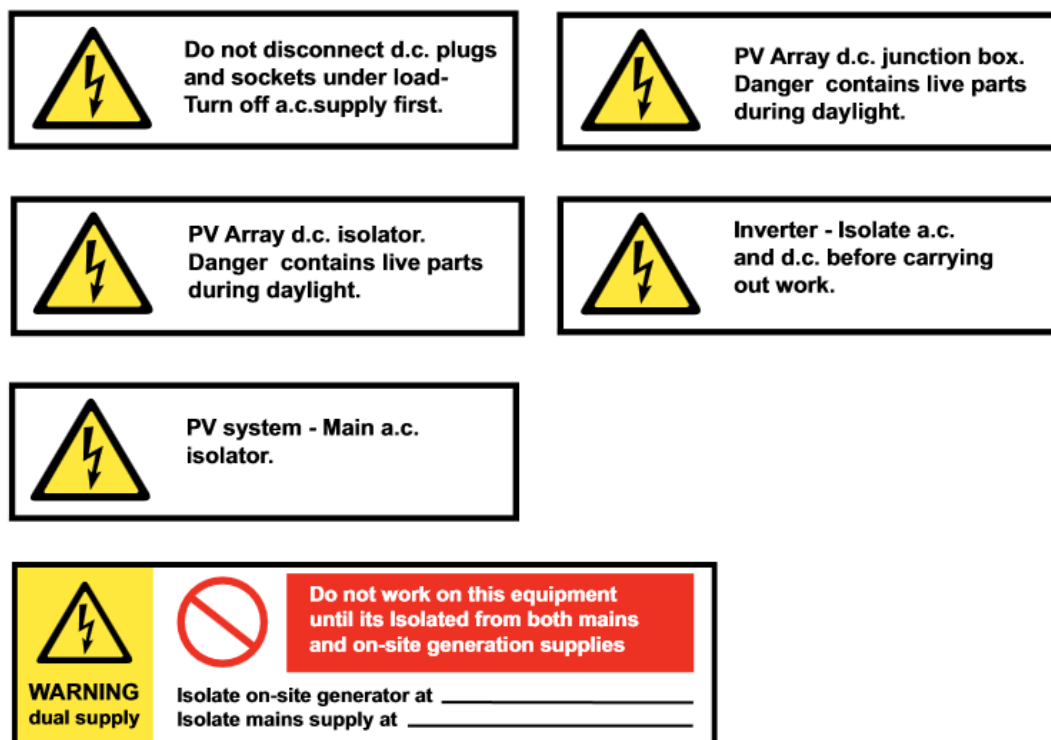 Do not disconnect d.c. plugs
and sockets under load-
Turn off a.c.supply first.
PV Array d.c. junction box.
Danger contains live parts
during daylight.
PV Array d.c. isolator.
Danger contains live parts
during daylight.
Inverter - Isolate a.c.
and d.c. before carrying
out work.
PV system - Main a.c.
isolator.
WARNING
dual supply
Do not work on this equipment
until its Isolated from both mains
and on-site generation supplies
Isolate on-site generator at
Isolate mains supply at